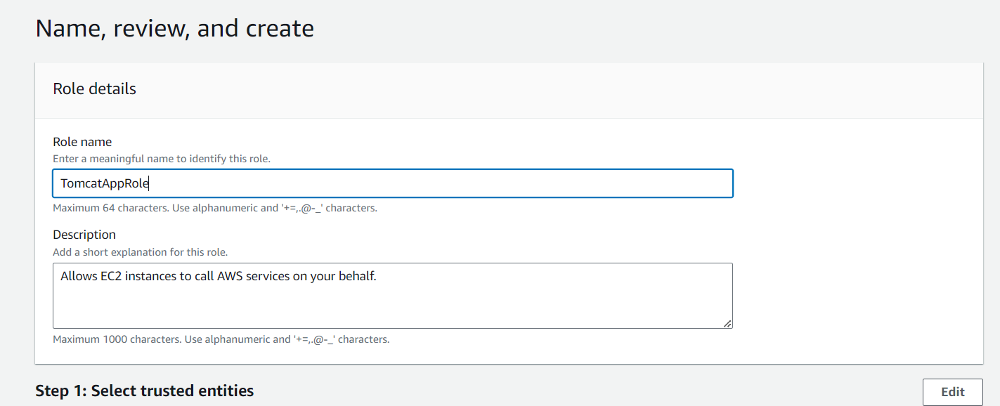 Name, review, and create
Role details
Role name
Enter a meaningful name to identify this role.
TomcatAppRole
Maximum 64 characters. Use alphanumeric and '+=,.@-_' characters.
Description
Add a short explanation for this role.
Allows EC2 instances to call AWS services on your behalf.
Maximum 1000 characters. Use alphanumeric and '+=,.@-_' characters.
Step 1: Select trusted entities
Edit